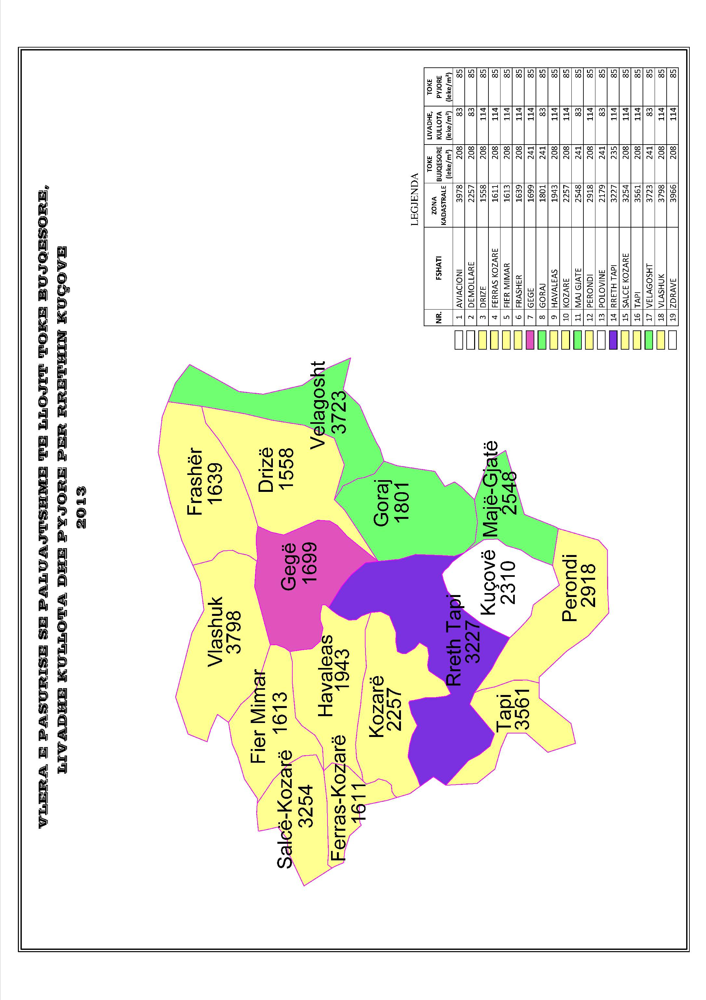 VLERA E PASURISE SE PALUAJTSHME TE LLOJIT TOKE BUJQESORE,
LIVADHE KULLOTA DHE PYJORE PER RRETHIN KUÇOVE
2013
Frashër
1639
Vlashuk
3798
Drizë
1558
Velagosht
3723
Gegë
1699
Fier Mimar
1613
Salcë-Kozarë
3254
Havaleas
1943
Ferras-Kozarë
1611
Kozarë
2257
Goraj
1801
Rreth Tapi
3227
Majë-Gjatë
2548
Kuçovë
2310
Tapi
3561
Perondi
2918
LEGJENDA
NR. FSHATI ZONA KADASTRALE TOKE BUJQESORE (leke/m²) LIVADHE, KULLOTA (leke/m²) TOKE PYJORE (leke/m²)
1 AVIACIONI 3978 208 83 85
2 DEMOLLARE 2257 208 83 85
3 DRIZE 1558 208 114 85
4 FERRAS KOZARE 1611 208 114 85
5 FIER MIMAR 1613 208 114 85
6 FRASHER 1639 208 114 85
7 GEGE 1699 241 114 85
8 GORAJ 1801 241 83 85
9 HAVALEAS 1943 208 114 85
10 KOZARE 2257 208 114 85
11 MAJ GJATE 2548 241 83 85
12 PERONDI 2918 208 114 85
13 POLOVINE 2179 241 83 85
14 RRETH TAPI 3227 235 114 85
15 SALCE KOZARE 3254 208 114 85
16 TAPI 3561 208 114 85
17 VELAGOSHT 3723 241 83 85
18 VLASHUK 3798 208 114 85
19 ZDRAVE 3966 208 114 85